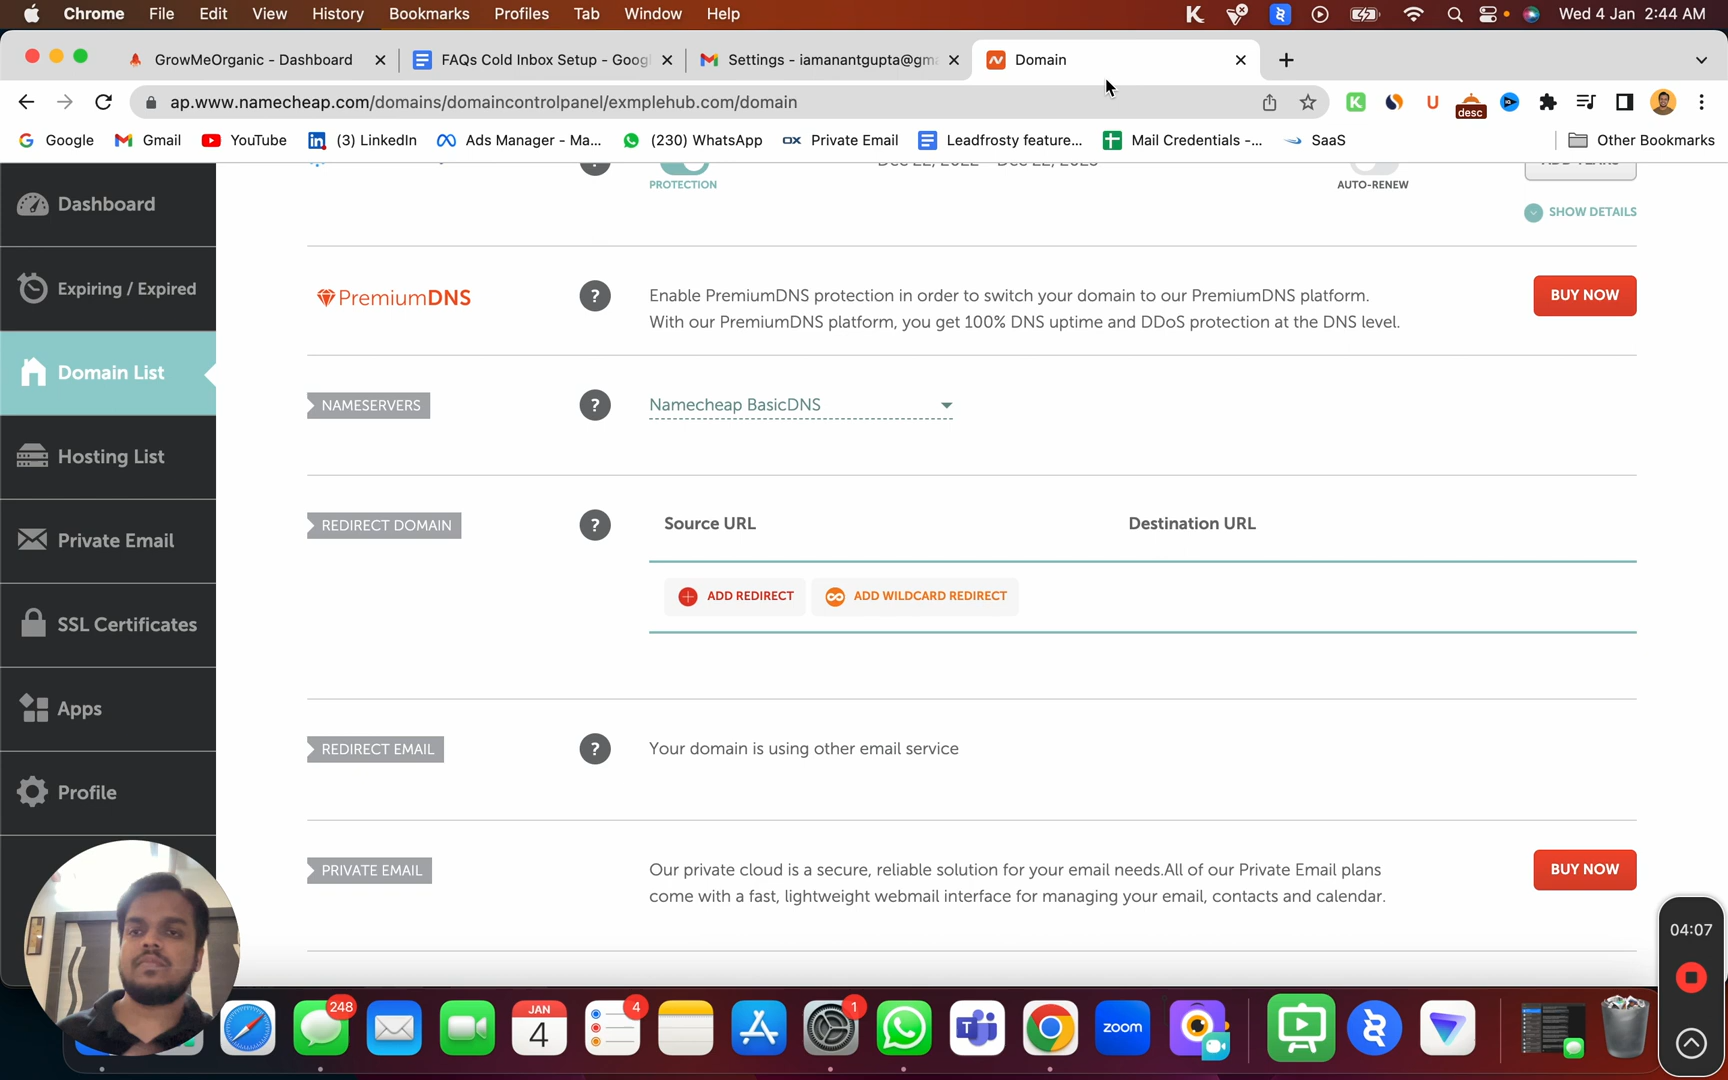 Chrome File Edit View History Bookmarks Profiles Tab Window Help
Wed 4 Jan 2:44 AM
GrowMeOrganic - Dashboard
FAQs Cold Inbox Setup - Goog
Settings - iamanantgupta@gm
Domain
ap.www.namecheap.com/domains/domaincontrolpanel/exmplehub.com/domain
desc
Google
Gmail
YouTube
(3) LinkedIn
Ads Manager - Ma...
(230) WhatsApp
OX Private Email
Leadfrosty feature...
Mail Credentials -...
SaaS
Other Bookmarks
Dashboard
Expiring / Expired
Domain List
Hosting List
Private Email
SSL Certificates
Apps
Profile
PROTECTION
AUTO-RENEW
SHOW DETAILS
PremiumDNS
?
Enable PremiumDNS protection in order to switch your domain to our PremiumDNS platform.
With our PremiumDNS platform, you get 100% DNS uptime and DDoS protection at the DNS level.
BUY NOW
NAMESERVERS
?
Namecheap BasicDNS
REDIRECT DOMAIN
?
Source URL
Destination URL
ADD REDIRECT
ADD WILDCARD REDIRECT
REDIRECT EMAIL
?
Your domain is using other email service
PRIVATE EMAIL
Our private cloud is a secure, reliable solution for your email needs.All of our Private Email plans
come with a fast, lightweight webmail interface for managing your email, contacts and calendar.
BUY NOW
04:07
248
JAN
4
4
1
zoom